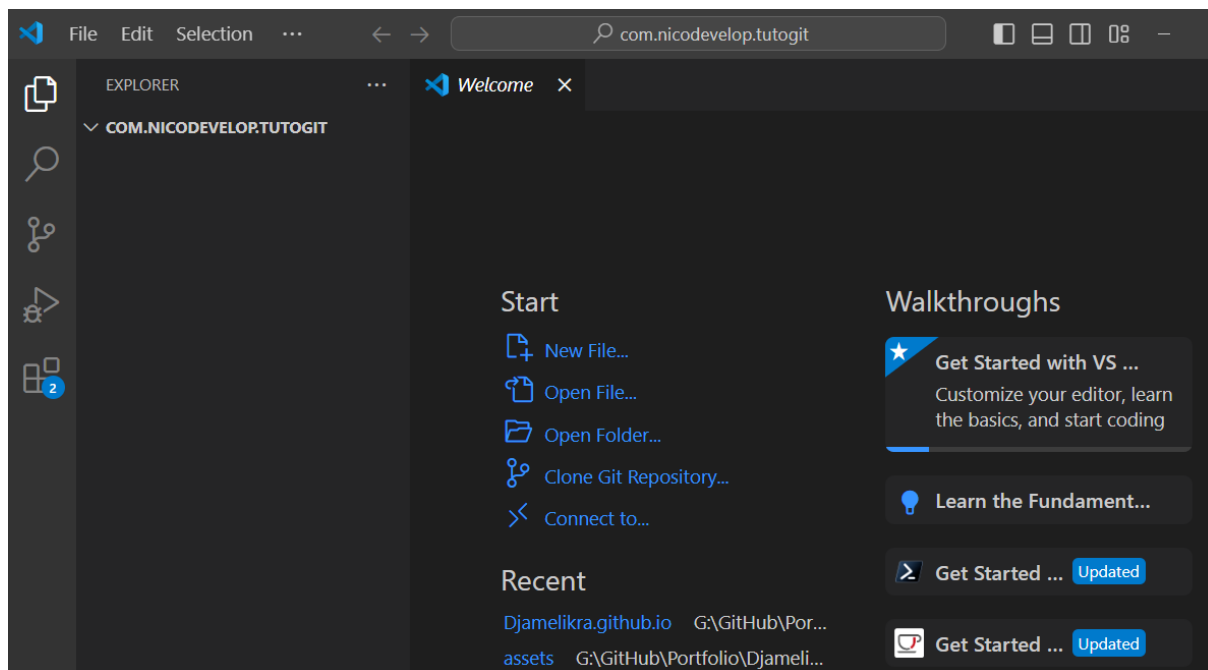 File Edit Selection ... com.nicodevelop.tutogit
EXPLORER ... Welcome
COM.NICODEVELOP.TUTOGIT
Start
New File...
Open File...
Open Folder...
Clone Git Repository...
Connect to...
Recent
Djamelikra.github.io G:\GitHub\Por...
assets G:\GitHub\Portfolio\Djameli...
Walkthroughs
Get Started with VS ...
Customize your editor, learn
the basics, and start coding
Learn the Fundament...
Get Started ... Updated
Get Started ... Updated
2